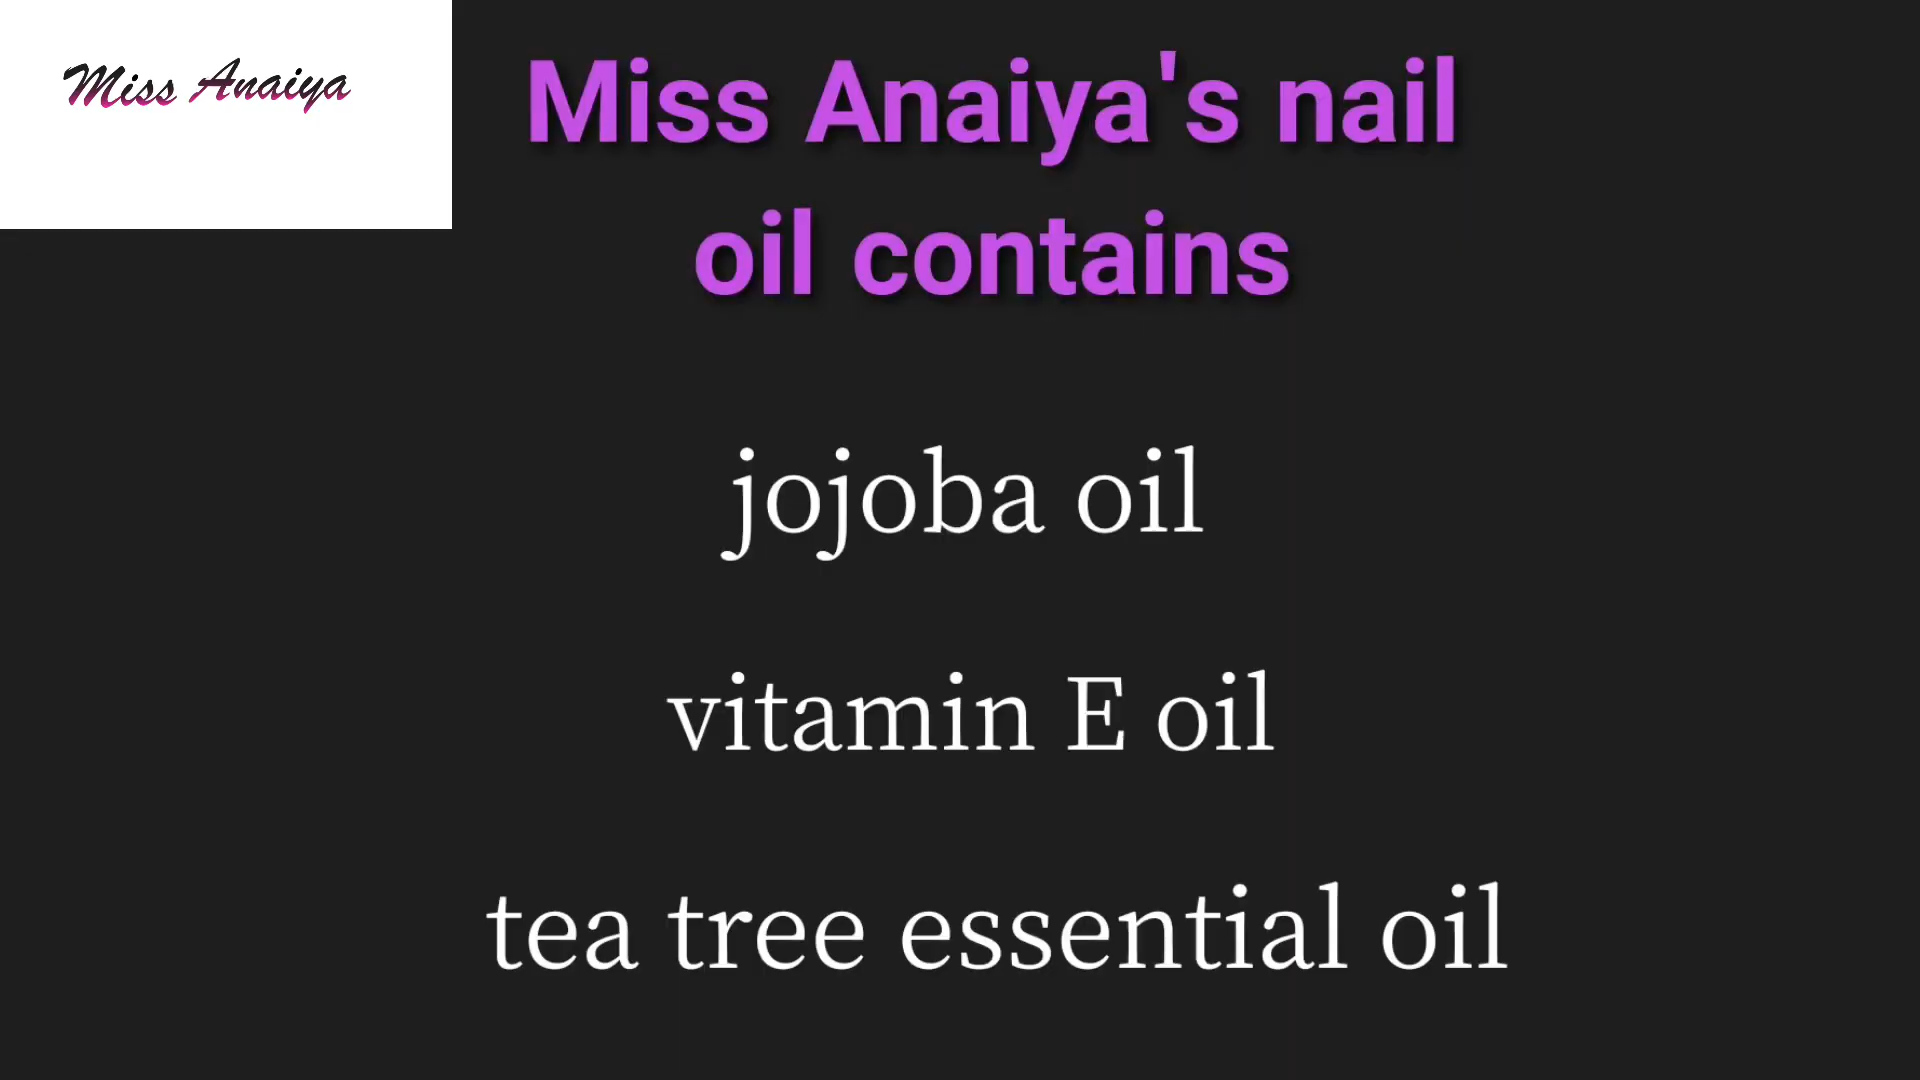 Miss Anaiya
Miss Anaiya's nail
oil contains
jojoba oil
vitamin E oil
tea tree essential oil